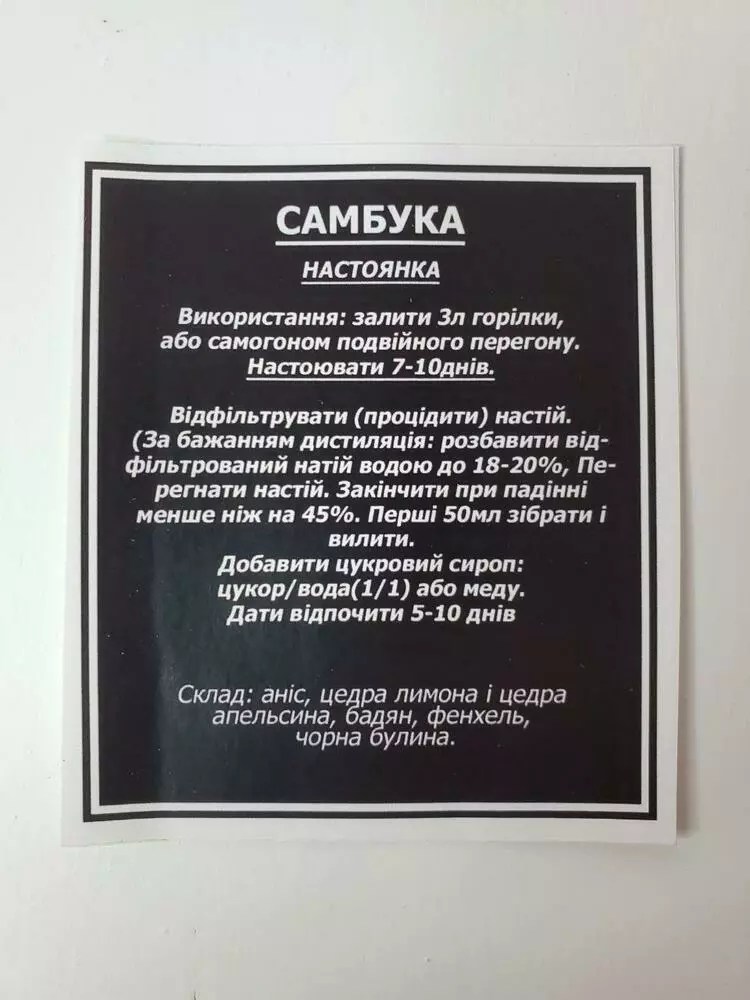 САМБУКА
НАСТОЯНКА
Використання: залити 3л горілки,
або самогоном подвійного перегону.
Настоювати 7-10днів.
Відфільтрувати (процідити) настій.
(За бажанням дистиляція: розбавити від-
фільтрований натій водою до 18-20%, Пе-
регнати настій. Закінчити при падінні
менше ніж на 45%. Перші 50мл зібрати і
вилити.
Добавити цукровий сироп:
цукор/вода(1/1) або меду.
Дати відпочити 5-10 днів
Склад: аніс, цедра лимона і цедра
апельсина, бадян, фенхель,
чорна булина.